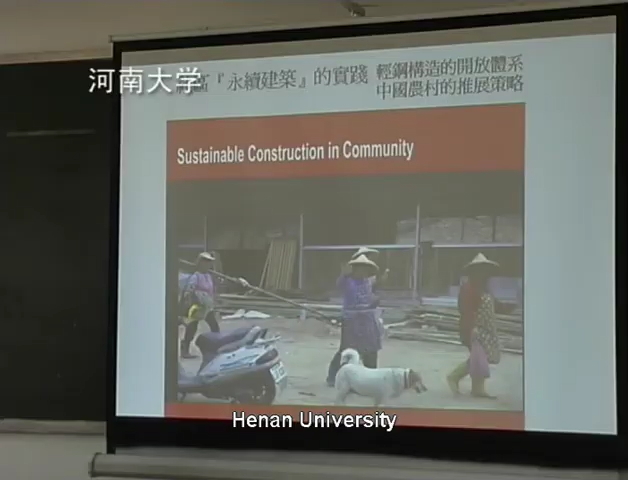 河南大学
『永續建築』的實踐
輕鋼構造的開放體系
中國農村的推展策略
Sustainable Construction in Community
Henan University